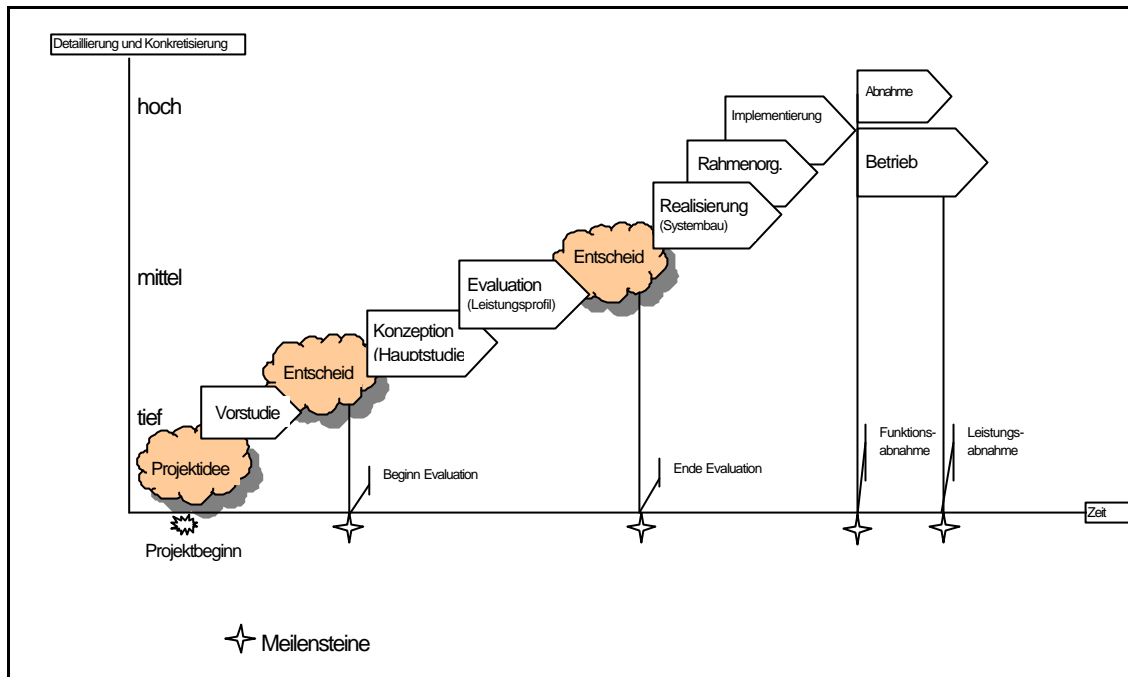 Detaillierung und Konkretisierung
hoch
Abnahme
Implementierung
Rahmenorg.
Betrieb
Realisierung
(Systembau)
Entscheid
mittel
Evaluation
(Leistungsprofil)
Konzeption
(Hauptstudie
Entscheid
tief
Vorstudie
Projektidee
Funktions-
abnahme
Leistungs-
abnahme
Beginn Evaluation
Ende Evaluation
Zeit
Projektbeginn
Meilensteine